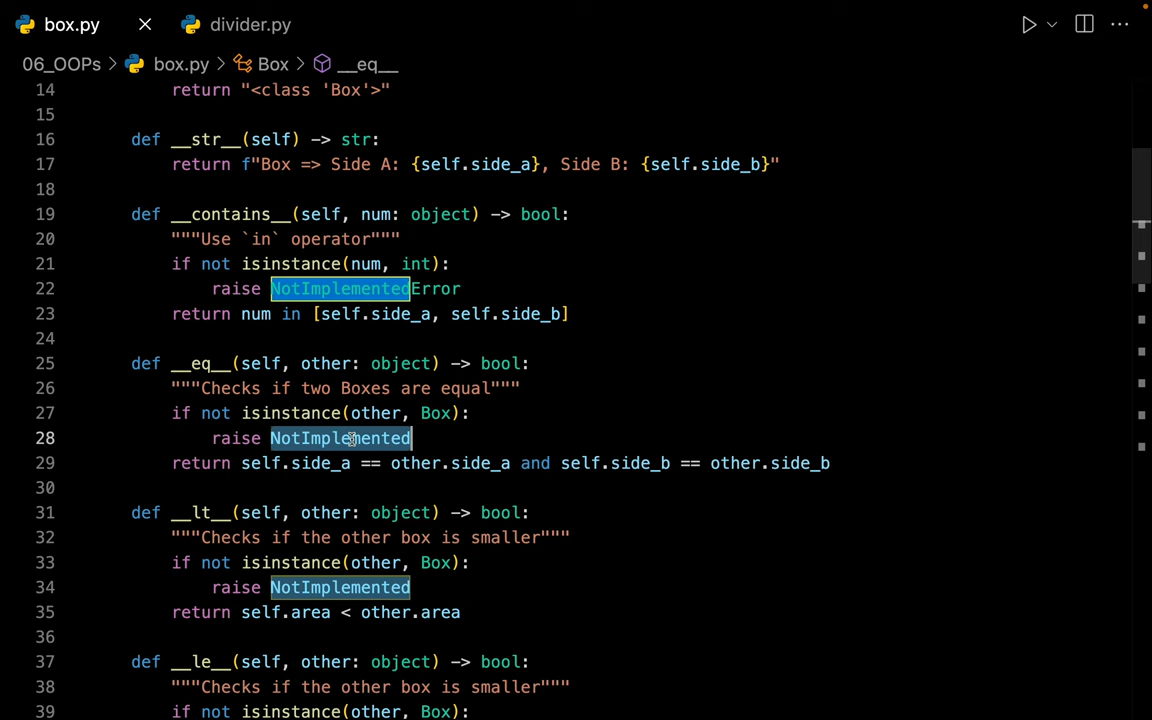 box.py divider.py
06_OOPs > box.py > Box > __eq__
14 return "<class 'Box'>"
15
16 def __str__(self) -> str:
17 return f"Box => Side A: {self.side_a}, Side B: {self.side_b}"
18
19 def __contains__(self, num: object) -> bool:
20 """Use `in` operator"""
21 if not isinstance(num, int):
22 raise NotImplementedError
23 return num in [self.side_a, self.side_b]
24
25 def __eq__(self, other: object) -> bool:
26 """Checks if two Boxes are equal"""
27 if not isinstance(other, Box):
28 raise NotImplemented
29 return self.side_a == other.side_a and self.side_b == other.side_b
30
31 def __lt__(self, other: object) -> bool:
32 """Checks if the other box is smaller"""
33 if not isinstance(other, Box):
34 raise NotImplemented
35 return self.area < other.area
36
37 def __le__(self, other: object) -> bool:
38 """Checks if the other box is smaller"""
39 if not isinstance(other, Box):